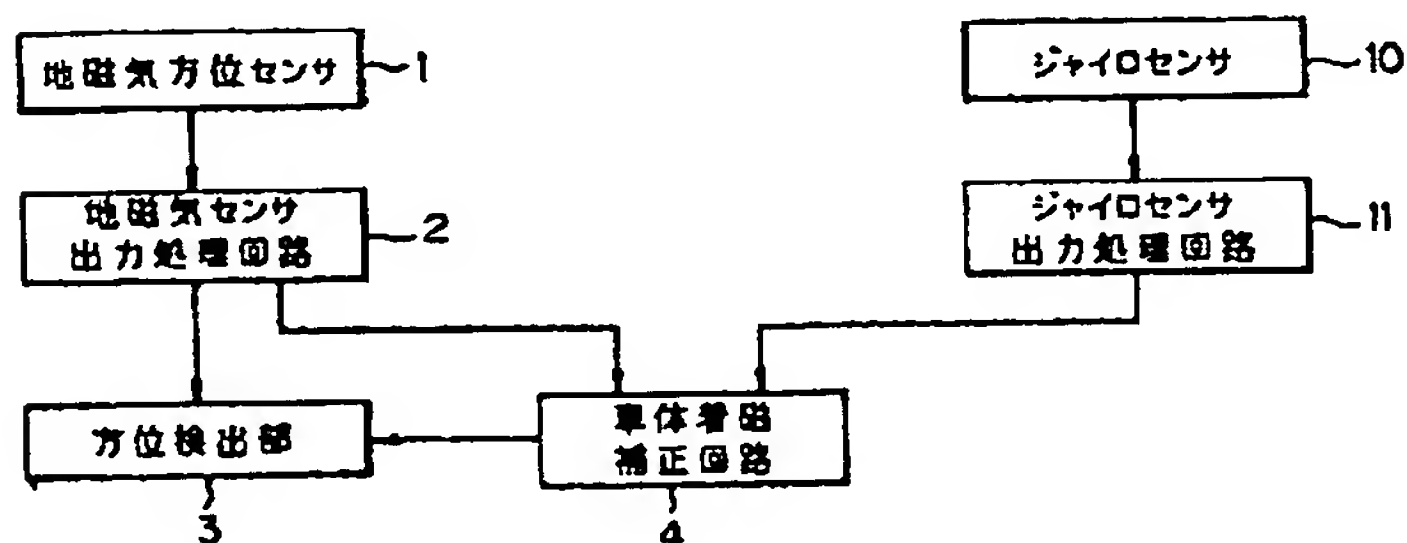 地磁気方位センサ
1
ジャイロセンサ
10
地磁気センサ
出力処理回路
2
ジャイロセンサ
出力処理回路
11
方位検出部
3
車体着磁
補正回路
4